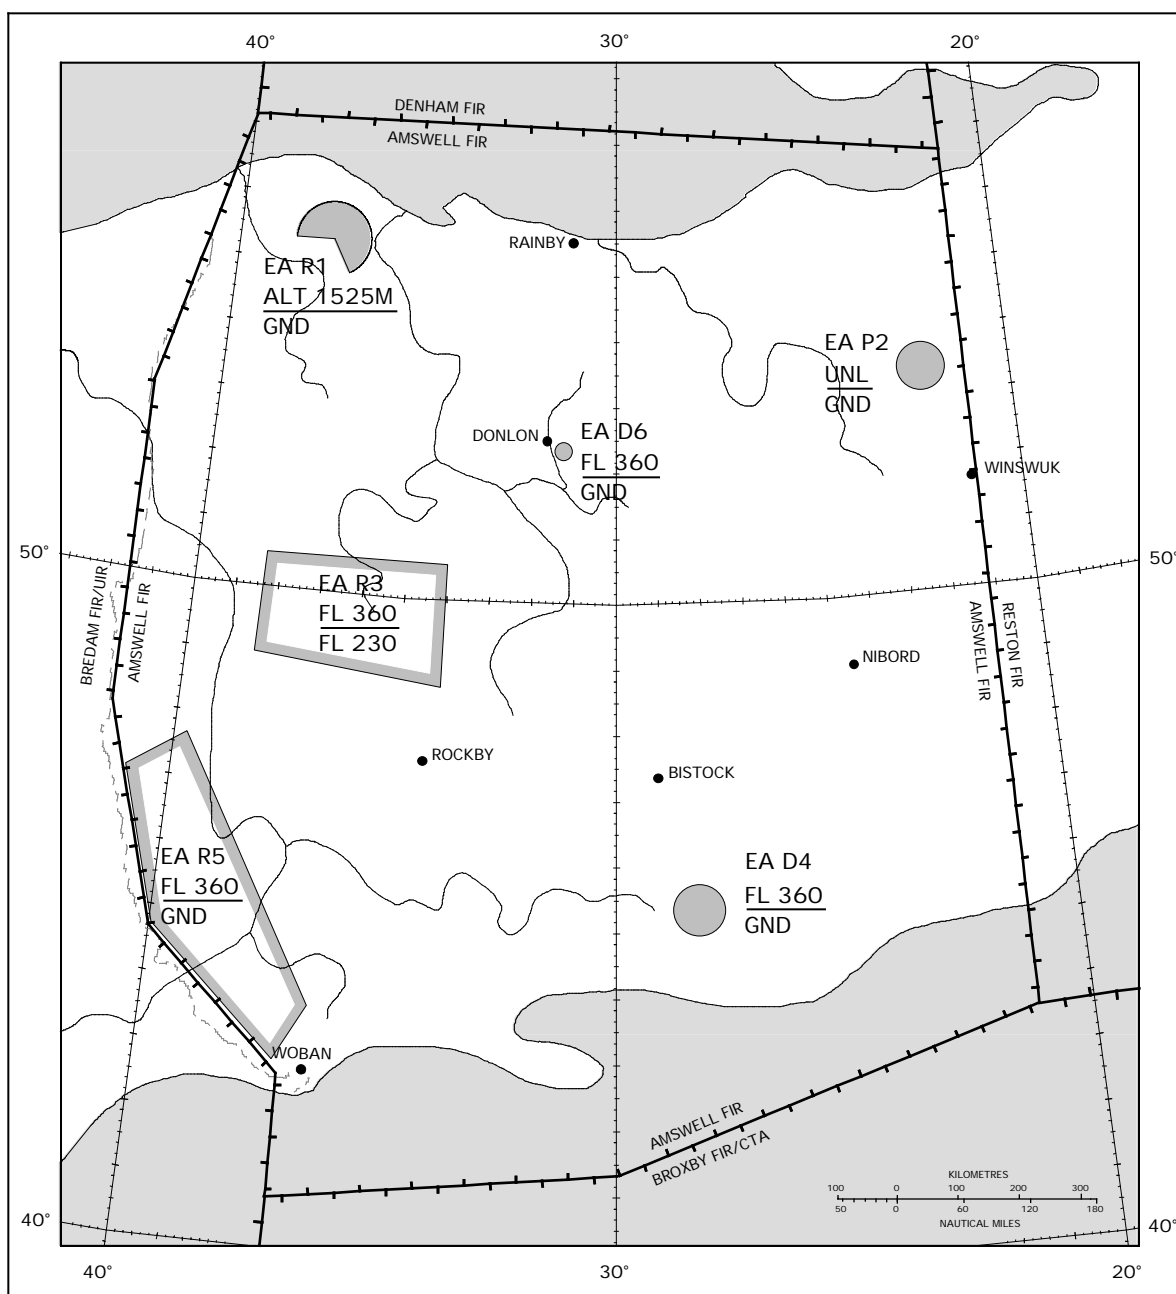 40° 30° 20°
DENHAM FIR
AMSWELL FIR
RAINBY
EA R1
ALT 1525M
GND
EA P2
UNL
GND
DONLON
EA D6
FL 360
GND
WINSWUK
50° 50°
EA R3
FL 360
FL 230
BREDAM FIR/UIR
AMSWELL FIR
RESTON FIR
AMSWELL FIR
NIBORD
ROCKBY
BISTOCK
EA R5
FL 360
GND
EA D4
FL 360
GND
WOBAN
AMSWELL FIR
BROXBY FIR/CTA
KILOMETRES
100 0 100 200 300
50 0 60 120 180
NAUTICAL MILES
40° 40°
40° 30° 20°